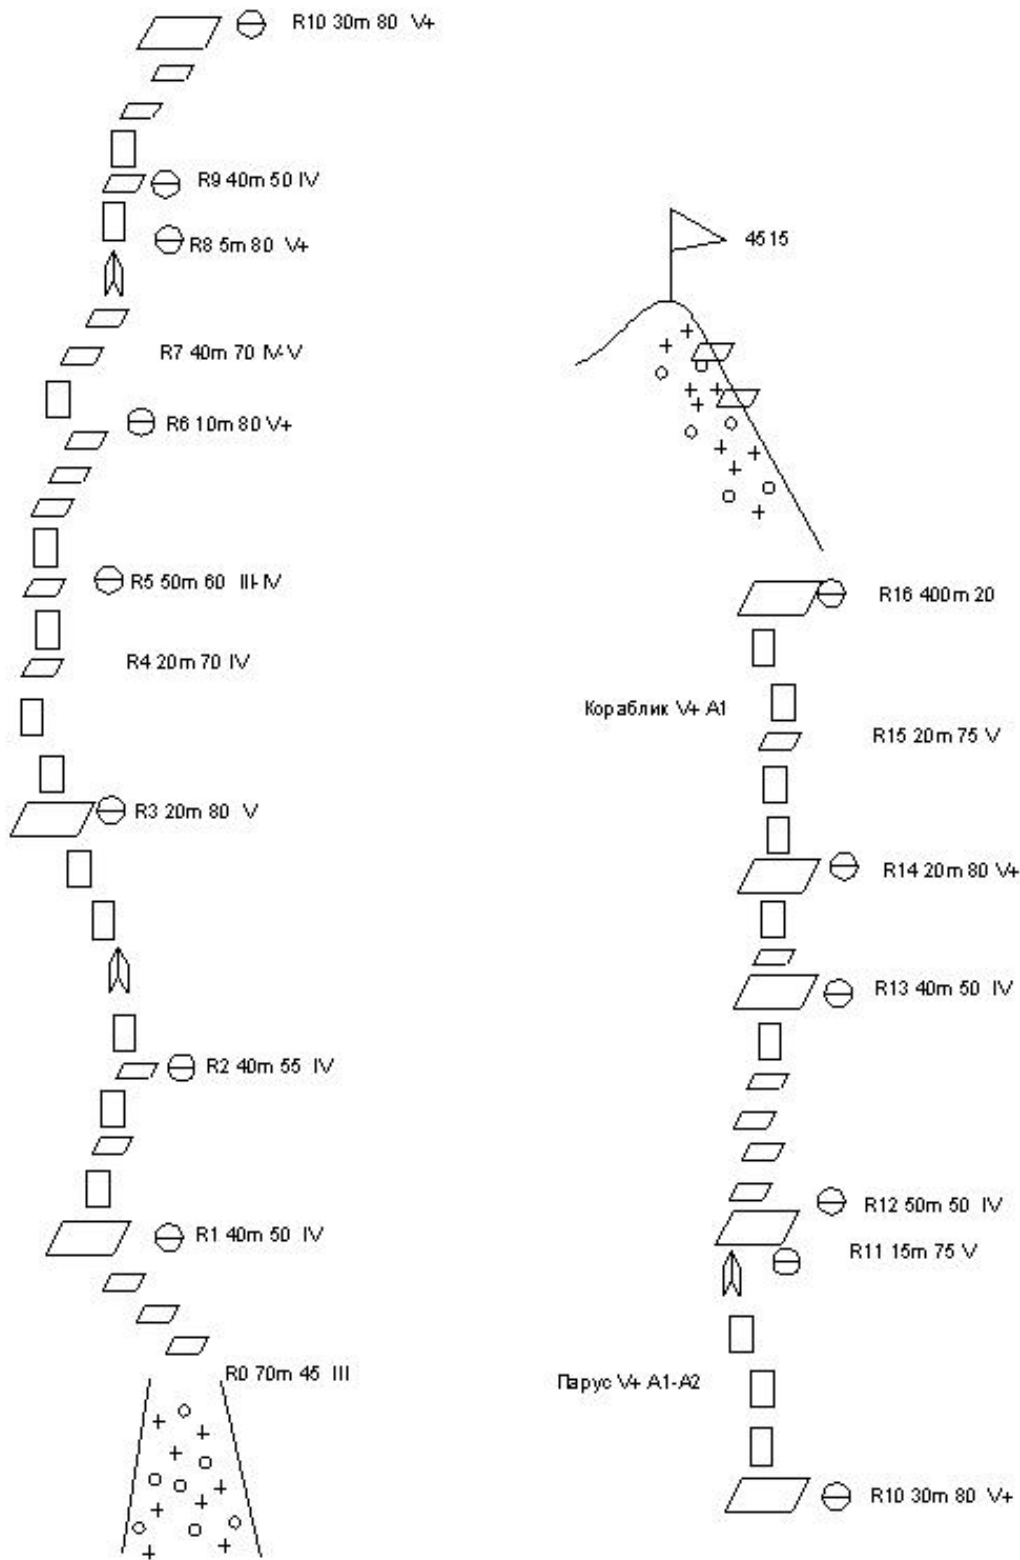 R10 30m 80 V+
R9 40m 50 IV
R8 5m 80 V+
R7 40m 70 IV-V
R6 10m 80 V+
R5 50m 60 III-IV
R4 20m 70 IV
R3 20m 80 V
R2 40m 55 IV
R1 40m 50 IV
R0 70m 45 III
4515
R16 400m 20
Кораблик V+ A1
R15 20m 75 V
R14 20m 80 V+
R13 40m 50 IV
R12 50m 50 IV
R11 15m 75 V
Парус V+ A1-A2
R10 30m 80 V+